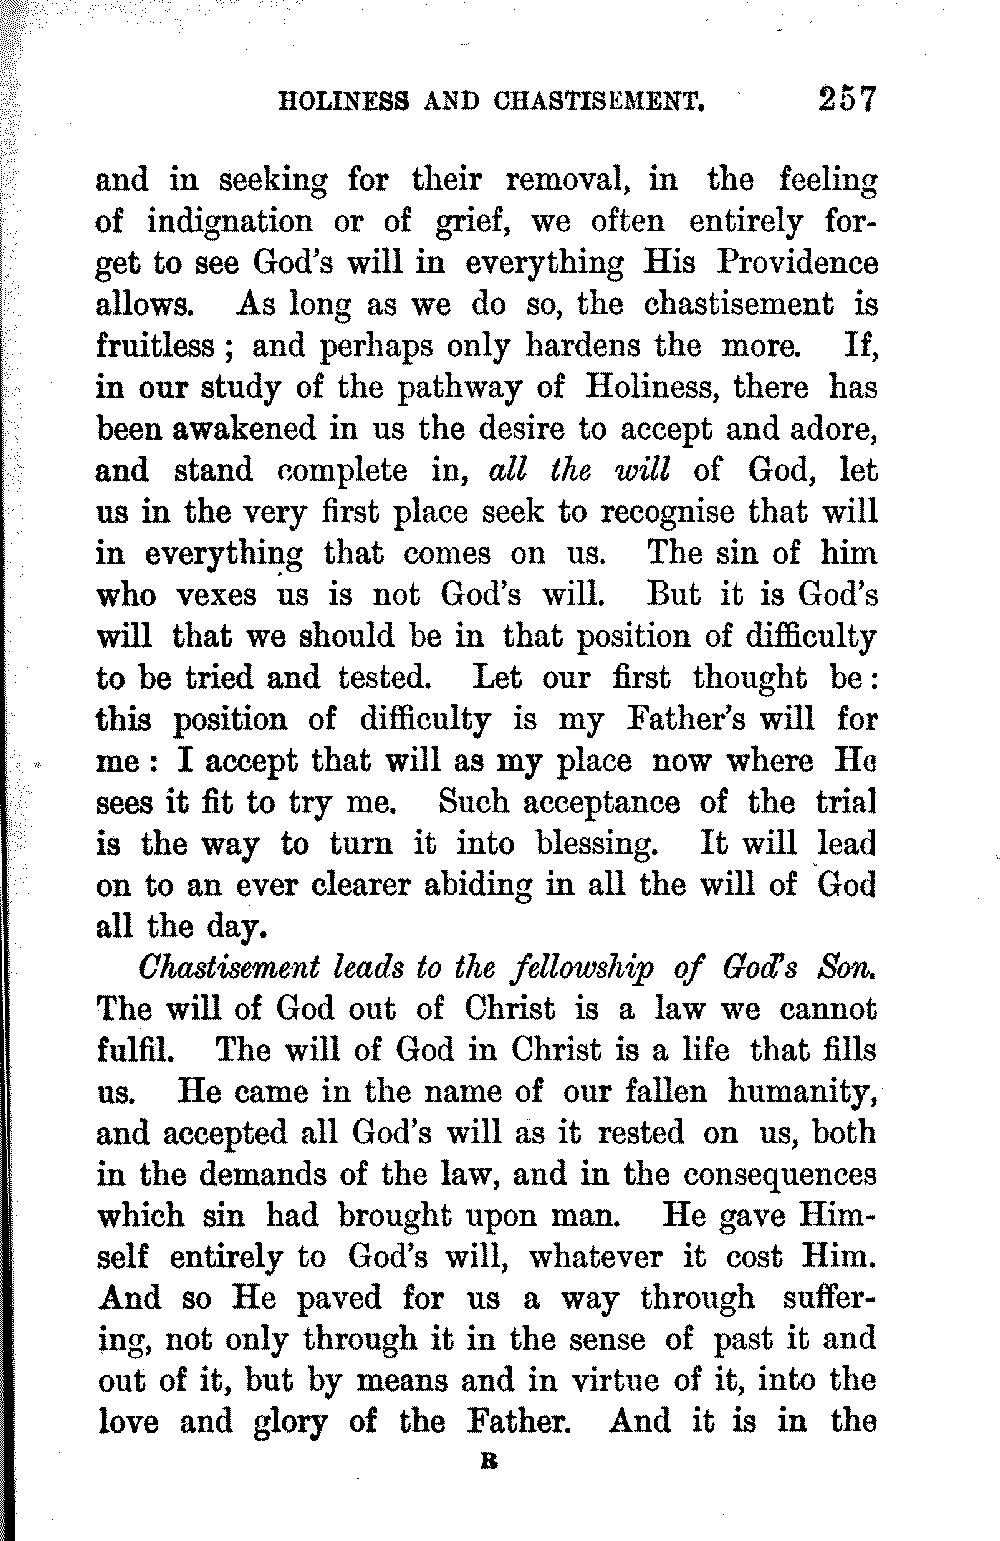 HOLINESS AND CHASTISEMENT. 257
and in seeking for their removal, in the feeling
of indignation or of grief, we often entirely for-
get to see God's will in everything His Providence
allows. As long as we do so, the chastisement is
fruitless ; and perhaps only hardens the more. If,
in our study of the pathway of Holiness, there has
been awakened in us the desire to accept and adore,
and stand complete in, all the will of God, let
us in the very first place seek to recognise that will
in everything that comes on us. The sin of him
who vexes us is not God's will. But it is God's
will that we should be in that position of difficulty
to be tried and tested. Let our first thought be :
this position of difficulty is my Father's will for
me : I accept that will as my place now where He
sees it fit to try me. Such acceptance of the trial
is the way to turn it into blessing. It will lead
on to an ever clearer abiding in all the will of God
all the day.
Chastisement leads to the fellowship of God's Son.
The will of God out of Christ is a law we cannot
fulfil. The will of God in Christ is a life that fills
us. He came in the name of our fallen humanity,
and accepted all God's will as it rested on us, both
in the demands of the law, and in the consequences
which sin had brought upon man. He gave Him-
self entirely to God's will, whatever it cost Him.
And so He paved for us a way through suffer-
ing, not only through it in the sense of past it and
out of it, but by means and in virtue of it, into the
love and glory of the Father. And it is in the
R